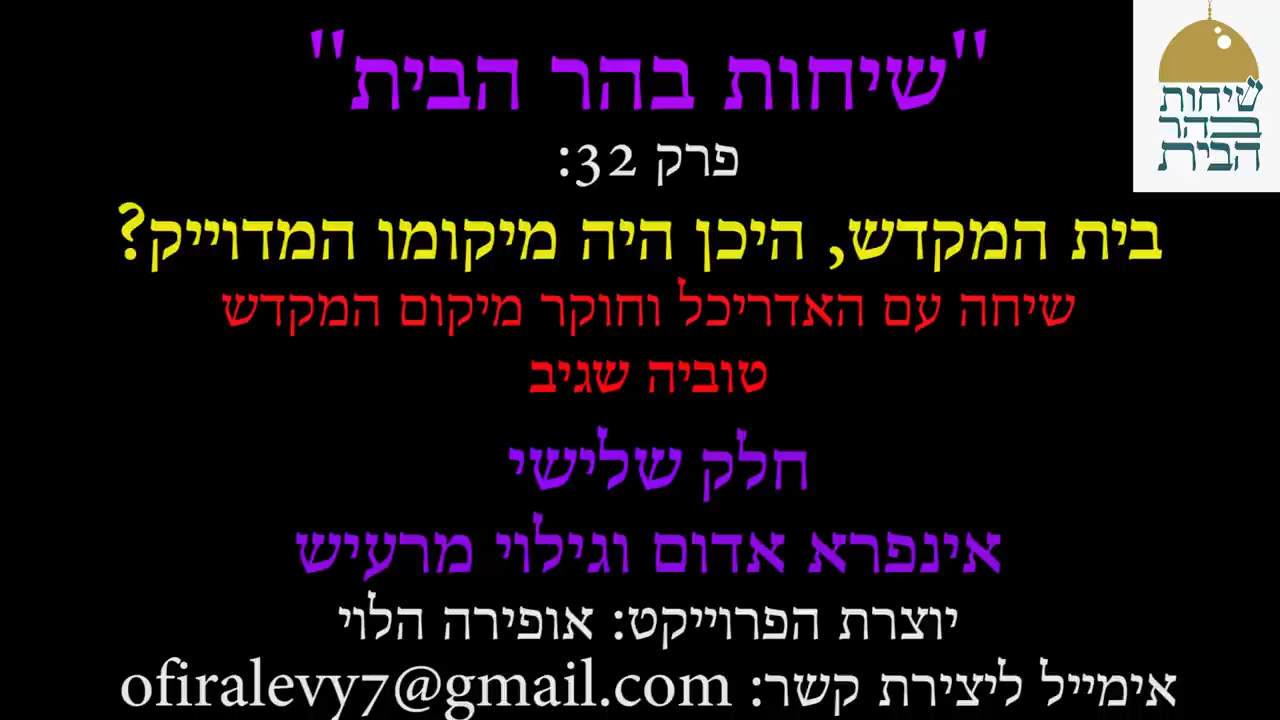 "שיחות בהר הבית"
פרק 32:
בית המקדש, היכן היה מיקומו המדוייק?
שיחה עם האדריכל וחוקר מיקום המקדש
טוביה שגיב
חלק שלישי
אינפרא אדום וגילוי מרעיש
יוצרת הפרוייקט: אופירה הלוי
אימייל ליצירת קשר: ofiralevy7@gmail.com
שיחות
בהר
הבית